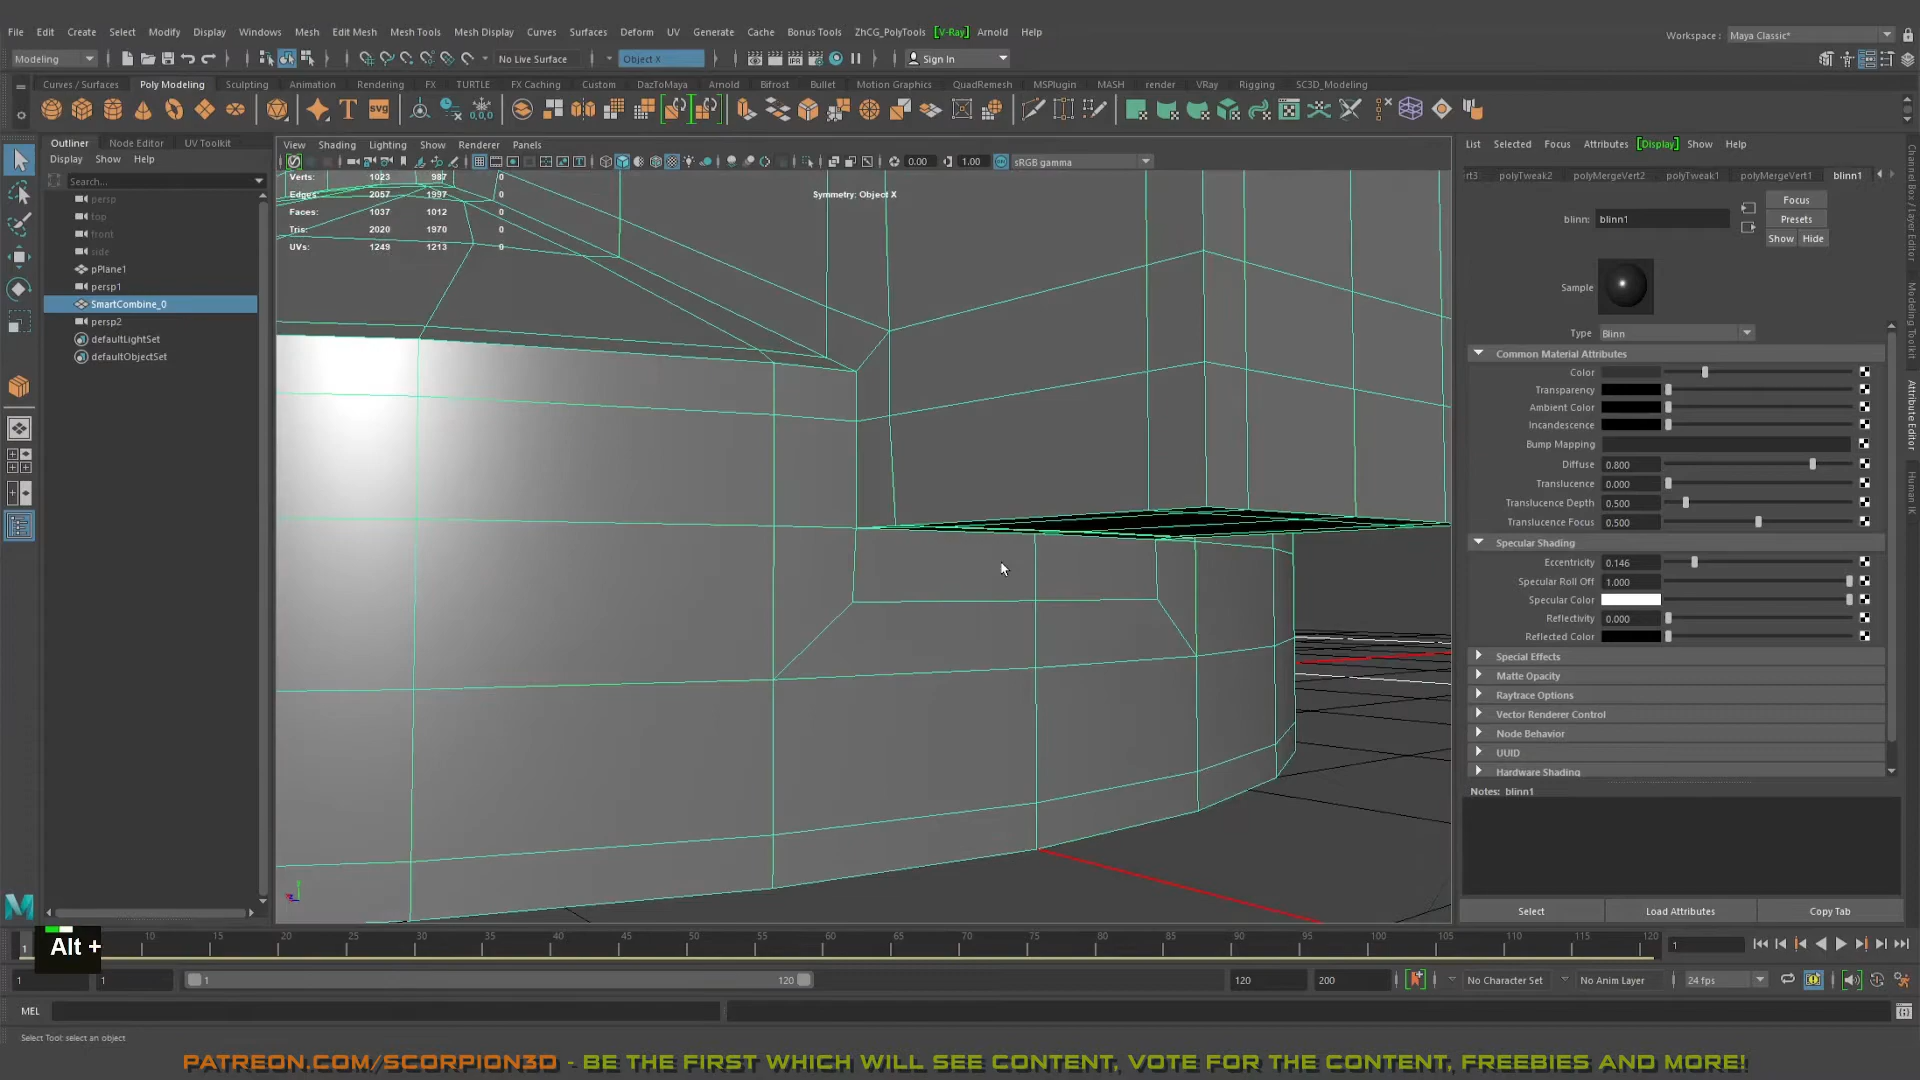 File Edit Create Select Modify Display Windows Mesh Edit Mesh Mesh Tools Mesh Display Curves Surfaces Deform UV Generate Cache Bonus Tools ZhCG_PolyTools [V-Ray] Arnold Help
Workspace : Maya Classic*
Modeling No Live Surface Object X Sign In
Curves / Surfaces Poly Modeling Sculpting Animation Rendering FX TURTLE FX Caching Custom DazToMaya Arnold Bifrost Bullet Motion Graphics QuadRemesh MSPlugin MASH render VRay Rigging SC3D_Modeling
Outliner Node Editor UV Toolkit
Display Show Help
Search...
persp
top
front
side
pPlane1
persp1
SmartCombine_0
persp2
defaultLightSet
defaultObjectSet
View Shading Lighting Show Renderer Panels
0.00 1.00 sRGB gamma
Verts: 1023 987 0
Edges: 2057 1997 0
Faces: 1037 1012 0
Tris: 2020 1970 0
UVs: 1249 1213 0
Symmetry: Object X
List Selected Focus Attributes [Display] Show Help
rt3 polyTweak2 polyMergeVert2 polyTweak1 polyMergeVert1 blinn1
Focus
blinn: blinn1
Presets
Show Hide
Sample
Type Blinn
Common Material Attributes
Color
Transparency
Ambient Color
Incandescence
Bump Mapping
Diffuse 0.800
Translucence 0.000
Translucence Depth 0.500
Translucence Focus 0.500
Specular Shading
Eccentricity 0.146
Specular Roll Off 1.000
Specular Color
Reflectivity 0.000
Reflected Color
Special Effects
Matte Opacity
Raytrace Options
Vector Renderer Control
Node Behavior
UUID
Hardware Shading
Notes: blinn1
Select Load Attributes Copy Tab
Channel Box / Layer Editor
Modeling Toolkit
Attribute Editor
Human IK
Alt +
1 10 15 20 25 30 35 40 45 50 55 60 65 70 75 80 85 90 95 100 105 110 115 120 1
1 1 1 120 120 200 No Character Set No Anim Layer 24 fps
MEL
Select Tool: select an object
PATREON.COM/SCORPION3D - BE THE FIRST WHICH WILL SEE CONTENT, VOTE FOR THE CONTENT, FREEBIES AND MORE!